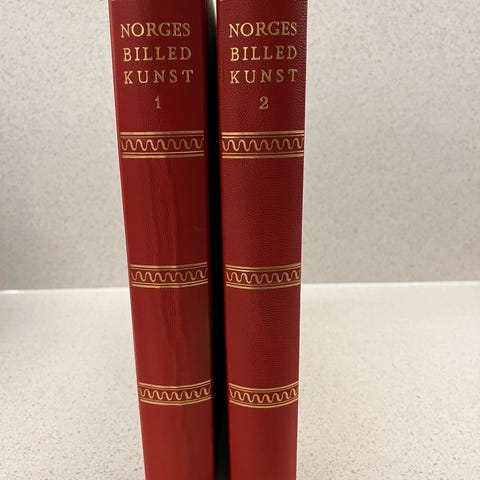 NORGES
BILLED
KUNST
1
NORGES
BILLED
KUNST
2